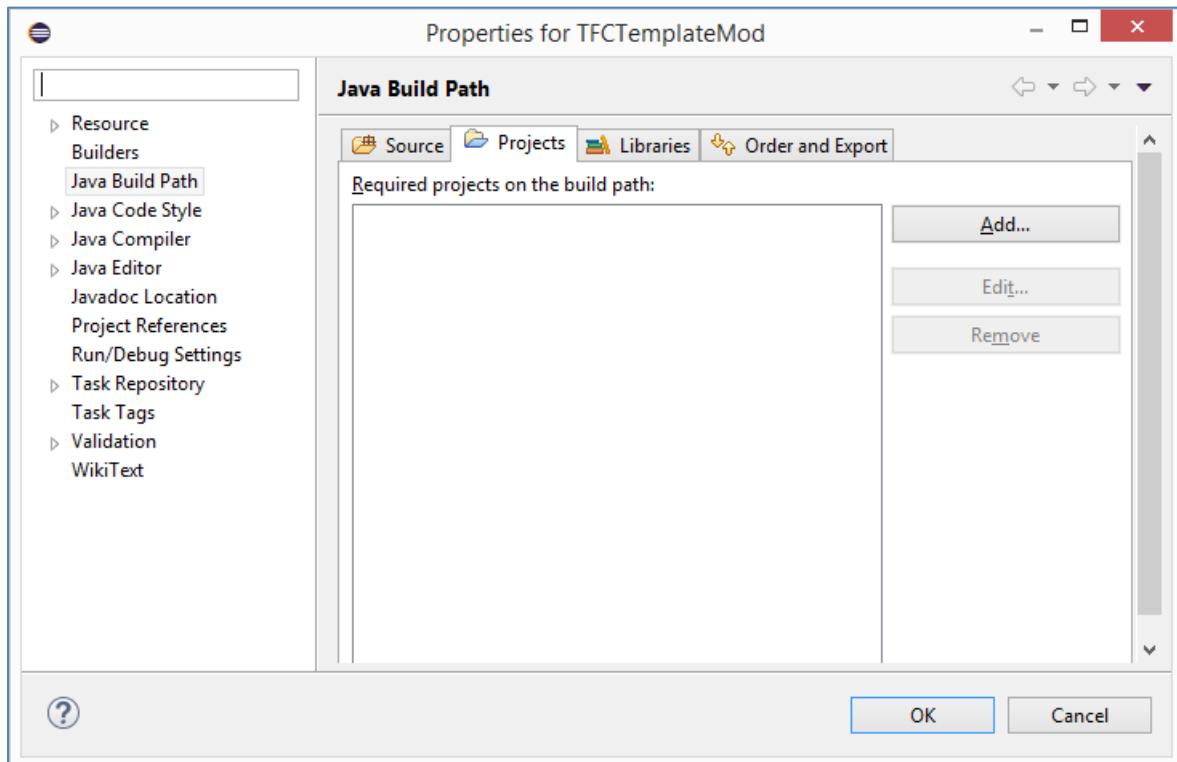 Properties for TFCTemplateMod
Resource
Builders
Java Build Path
Java Code Style
Java Compiler
Java Editor
Javadoc Location
Project References
Run/Debug Settings
Task Repository
Task Tags
Validation
WikiText
Java Build Path
Source Projects Libraries Order and Export
Required projects on the build path:
Add...
Edit...
Remove
OK Cancel